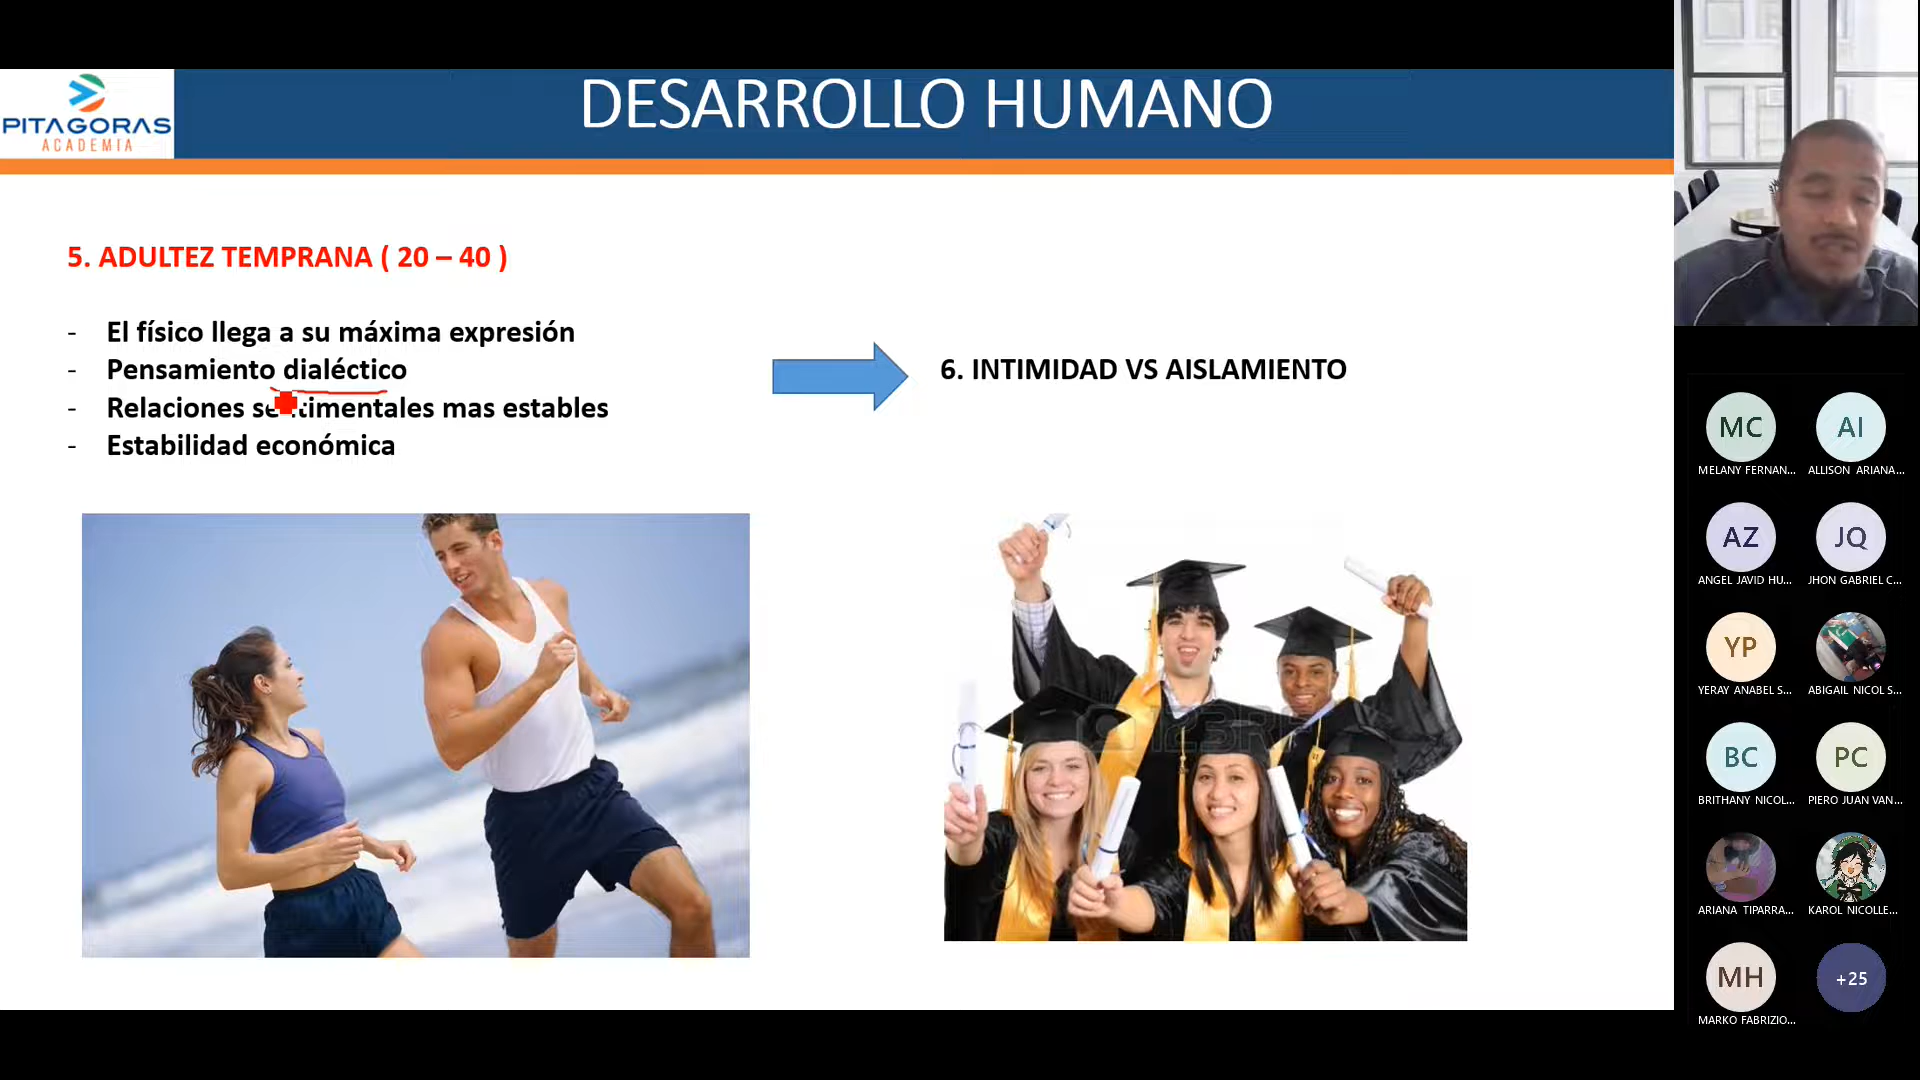 PITAGORAS
ACADEMIA
DESARROLLO HUMANO
5. ADULTEZ TEMPRANA ( 20 – 40 )
- El físico llega a su máxima expresión
- Pensamiento dialéctico
- Relaciones sentimentales mas estables
- Estabilidad económica
6. INTIMIDAD VS AISLAMIENTO
123RF
MC
MELANY FERNAN...
AI
ALLISON ARIANA...
AZ
ANGEL JAVID HU...
JQ
JHON GABRIEL C...
YP
YERAY ANABEL S...
ABIGAIL NICOL S...
BC
BRITHANY NICOL...
PC
PIERO JUAN VAN...
ARIANA TIPARRA...
KAROL NICOLLE...
MH
MARKO FABRIZIO...
+25